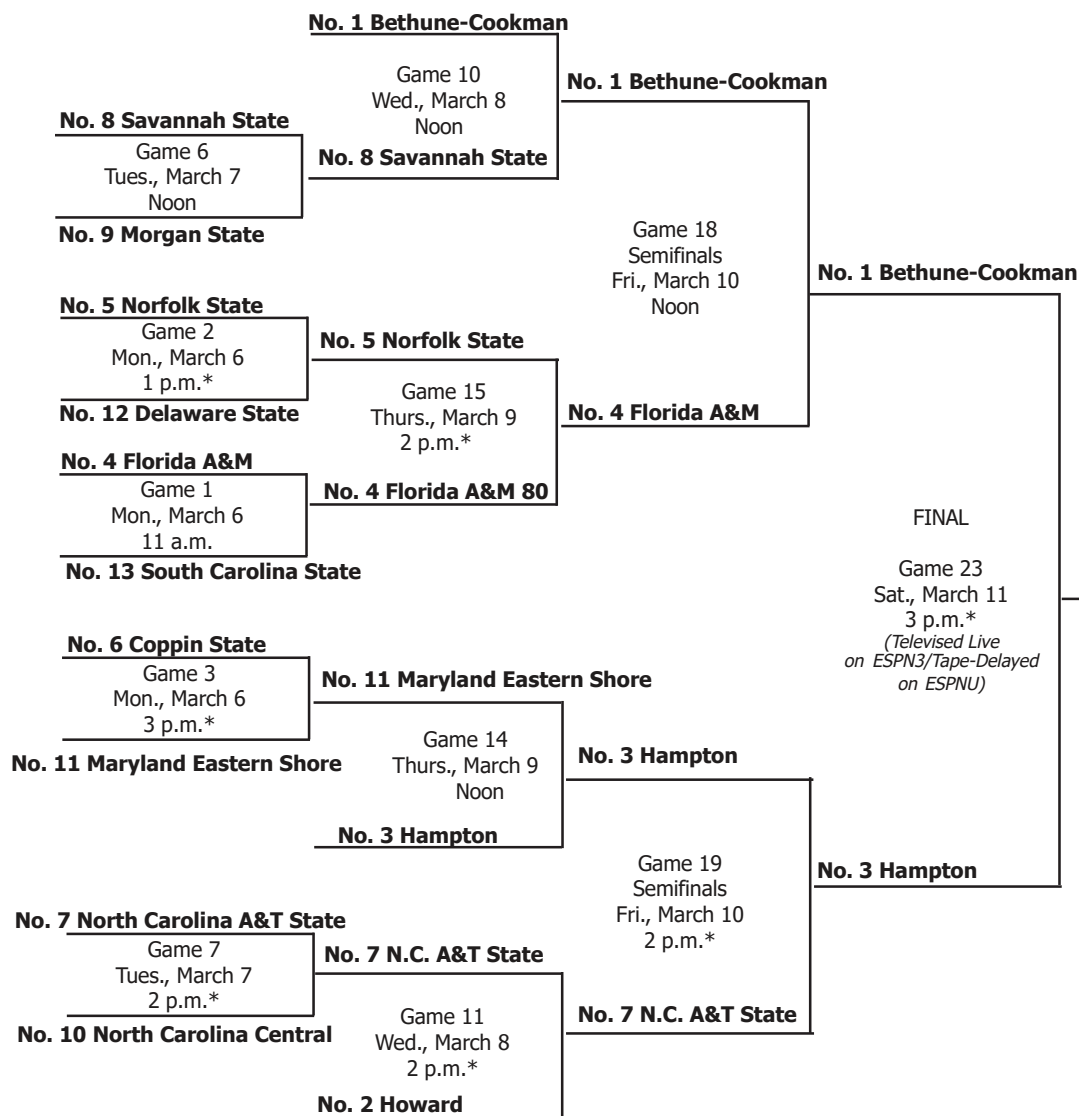 No. 1 Bethune-Cookman
Game 10
Wed., March 8
Noon
No. 1 Bethune-Cookman
No. 8 Savannah State
Game 6
Tues., March 7
Noon
No. 8 Savannah State
No. 9 Morgan State
Game 18
Semifinals
Fri., March 10
Noon
No. 1 Bethune-Cookman
No. 5 Norfolk State
Game 2
Mon., March 6
1 p.m.*
No. 5 Norfolk State
No. 12 Delaware State
Game 15
Thurs., March 9
2 p.m.*
No. 4 Florida A&M
No. 4 Florida A&M
Game 1
Mon., March 6
11 a.m.
No. 4 Florida A&M 80
No. 13 South Carolina State
FINAL
Game 23
Sat., March 11
3 p.m.*
(Televised Live
on ESPN3/Tape-Delayed
on ESPNU)
No. 6 Coppin State
Game 3
Mon., March 6
3 p.m.*
No. 11 Maryland Eastern Shore
No. 11 Maryland Eastern Shore
Game 14
Thurs., March 9
Noon
No. 3 Hampton
No. 3 Hampton
Game 19
Semifinals
Fri., March 10
2 p.m.*
No. 3 Hampton
No. 7 North Carolina A&T State
Game 7
Tues., March 7
2 p.m.*
No. 7 N.C. A&T State
No. 10 North Carolina Central
Game 11
Wed., March 8
2 p.m.*
No. 7 N.C. A&T State
No. 2 Howard